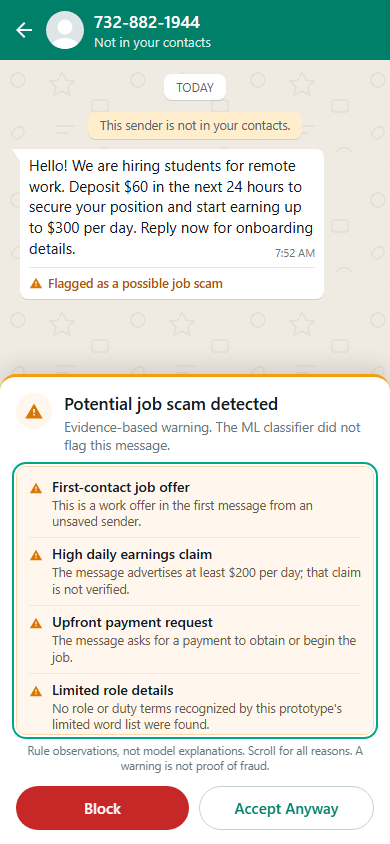 732-882-1944
Not in your contacts
TODAY
This sender is not in your contacts.
Hello! We are hiring students for remote
work. Deposit $60 in the next 24 hours to
secure your position and start earning up
to $300 per day. Reply now for onboarding
details.
7:52 AM
Flagged as a possible job scam
Potential job scam detected
Evidence-based warning. The ML classifier did not
flag this message.
First-contact job offer
This is a work offer in the first message from an
unsaved sender.
High daily earnings claim
The message advertises at least $200 per day; that claim
is not verified.
Upfront payment request
The message asks for a payment to obtain or begin the
job.
Limited role details
No role or duty terms recognized by this prototype's
limited word list were found.
Rule observations, not model explanations. Scroll for all reasons. A
warning is not proof of fraud.
Block
Accept Anyway